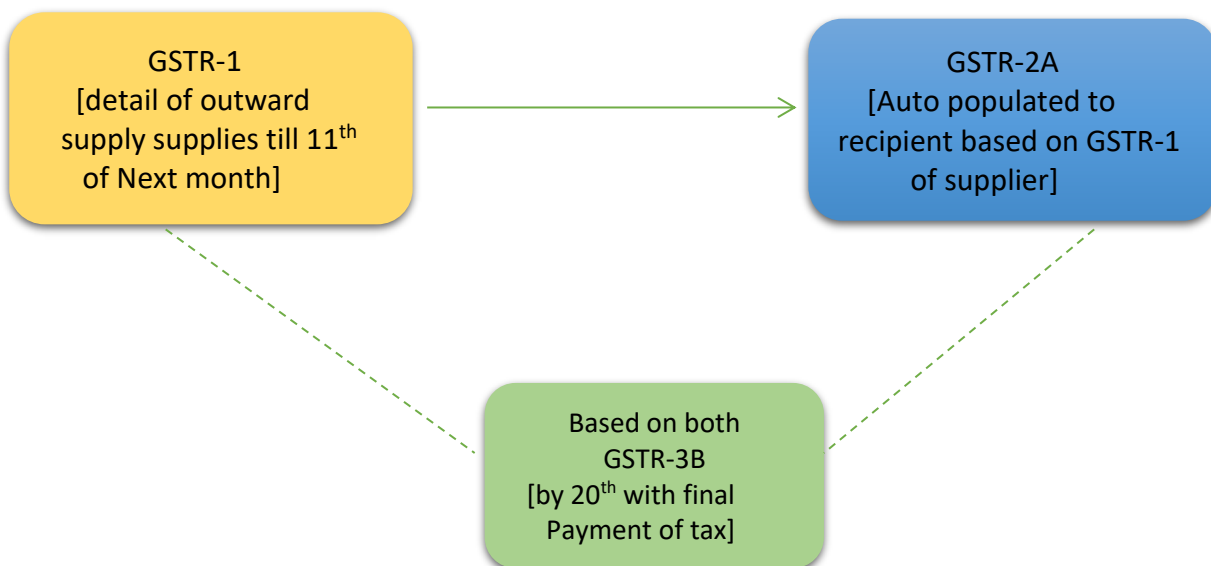 GSTR-1
[detail of outward
supply supplies till 11th
of Next month]
GSTR-2A
[Auto populated to
recipient based on GSTR-1
of supplier]
Based on both
GSTR-3B
[by 20th with final
Payment of tax]